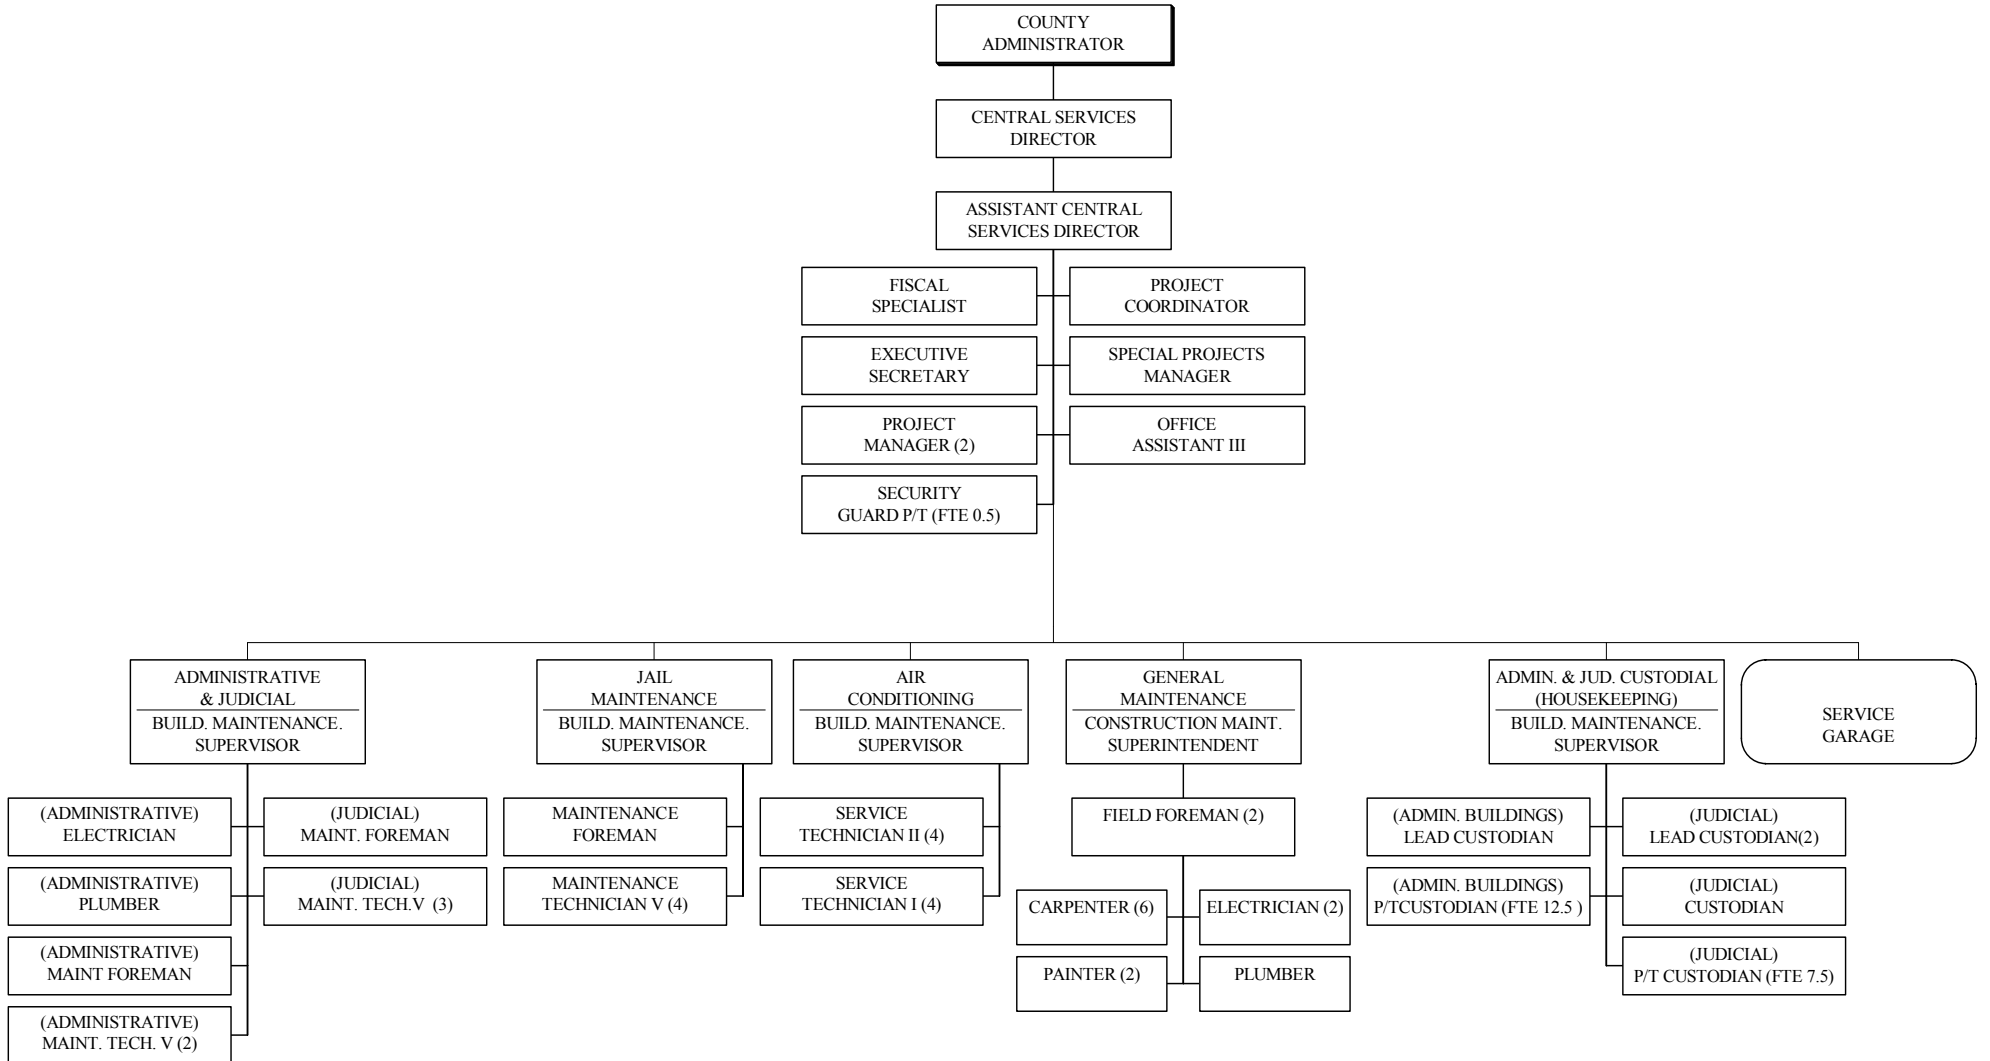 COUNTY
ADMINISTRATOR
CENTRAL SERVICES
DIRECTOR
ASSISTANT CENTRAL
SERVICES DIRECTOR
FISCAL
SPECIALIST
PROJECT
COORDINATOR
EXECUTIVE
SECRETARY
SPECIAL PROJECTS
MANAGER
PROJECT
MANAGER (2)
OFFICE
ASSISTANT III
SECURITY
GUARD P/T (FTE 0.5)
ADMINISTRATIVE
& JUDICIAL
BUILD. MAINTENANCE.
SUPERVISOR
JAIL
MAINTENANCE
BUILD. MAINTENANCE.
SUPERVISOR
AIR
CONDITIONING
BUILD. MAINTENANCE.
SUPERVISOR
GENERAL
MAINTENANCE
CONSTRUCTION MAINT.
SUPERINTENDENT
ADMIN. & JUD. CUSTODIAL
(HOUSEKEEPING)
BUILD. MAINTENANCE.
SUPERVISOR
SERVICE
GARAGE
(ADMINISTRATIVE)
ELECTRICIAN
(JUDICIAL)
MAINT. FOREMAN
(ADMINISTRATIVE)
PLUMBER
(JUDICIAL)
MAINT. TECH.V (3)
(ADMINISTRATIVE)
MAINT FOREMAN
(ADMINISTRATIVE)
MAINT. TECH. V (2)
MAINTENANCE
FOREMAN
MAINTENANCE
TECHNICIAN V (4)
SERVICE
TECHNICIAN II (4)
SERVICE
TECHNICIAN I (4)
FIELD FOREMAN (2)
CARPENTER (6)
ELECTRICIAN (2)
PAINTER (2)
PLUMBER
(ADMIN. BUILDINGS)
LEAD CUSTODIAN
(JUDICIAL)
LEAD CUSTODIAN(2)
(ADMIN. BUILDINGS)
P/TCUSTODIAN (FTE 12.5 )
(JUDICIAL)
CUSTODIAN
(JUDICIAL)
P/T CUSTODIAN (FTE 7.5)